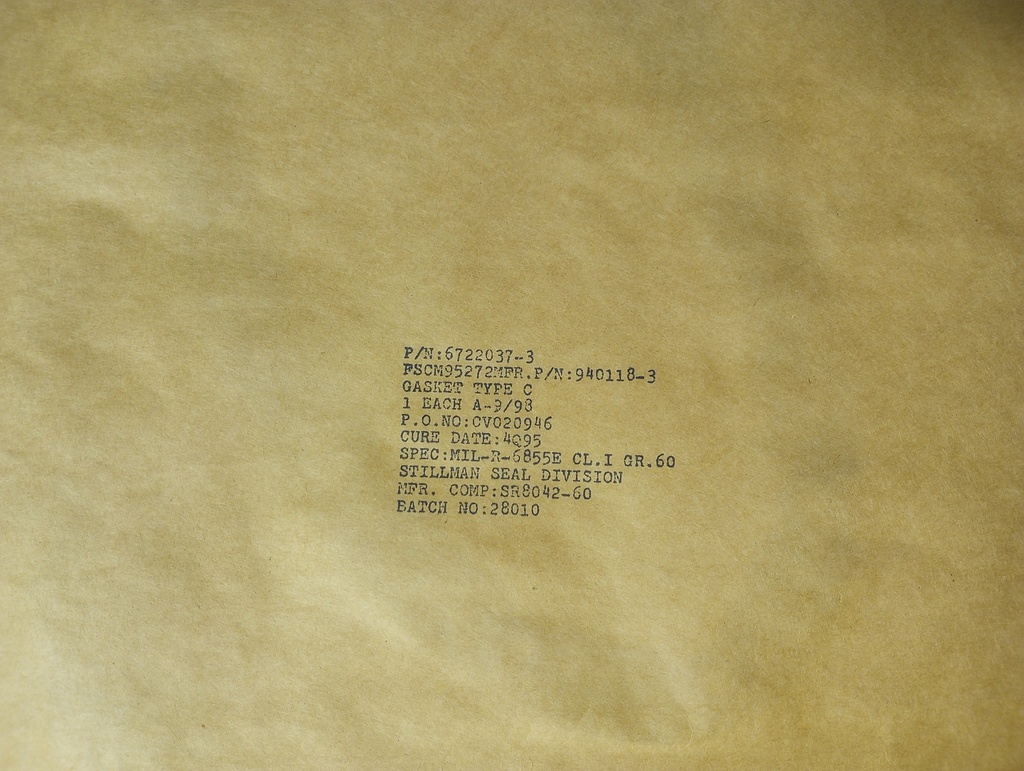 P/N:6722037-3
FSCM95272MFR.P/N:940118-3
GASKET TYPE C
1 EACH A-9/98
P.O.NO:CV020946
CURE DATE:4Q95
SPEC:MIL-R-6855E CL.I GR.60
STILLMAN SEAL DIVISION
MFR. COMP:SR8042-60
BATCH NO:28010